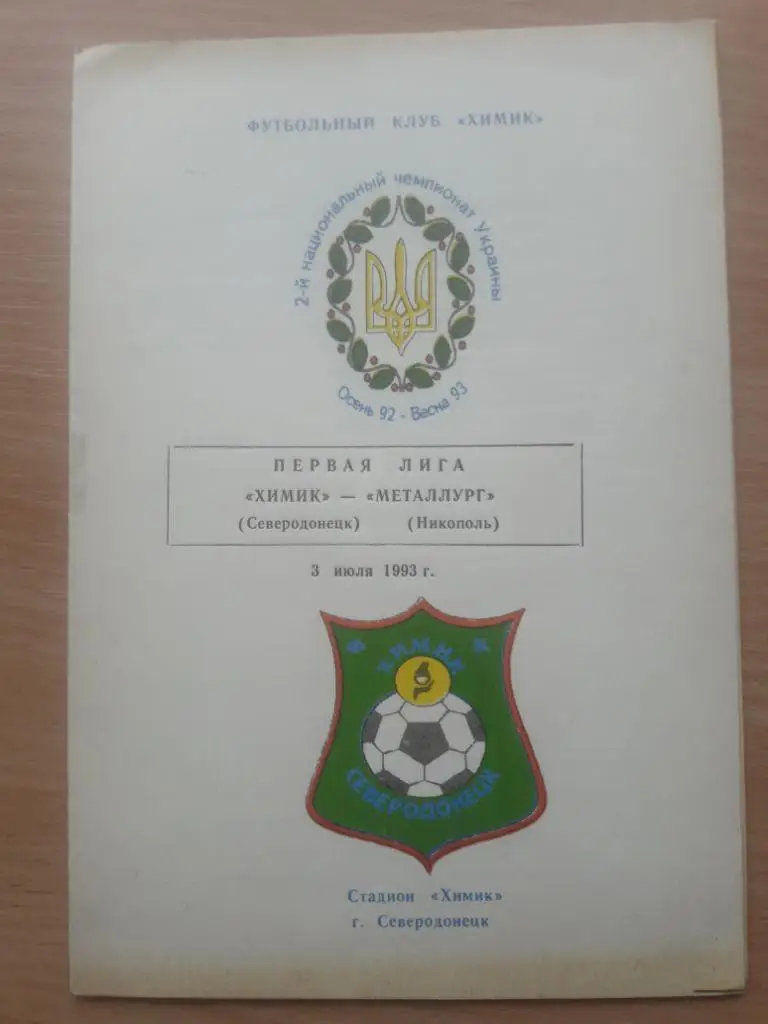 ФУТБОЛЬНЫЙ КЛУБ «ХИМИК»
2-й национальный чемпионат Украины
Осень 92 - Весна 93
ПЕРВАЯ ЛИГА
«ХИМИК» — «МЕТАЛЛУРГ»
(Северодонецк) (Никополь)
3 июля 1993 г.
Ф К
ХИМИК
СЕВЕРОДОНЕЦК
Стадион «Химик»
г. Северодонецк